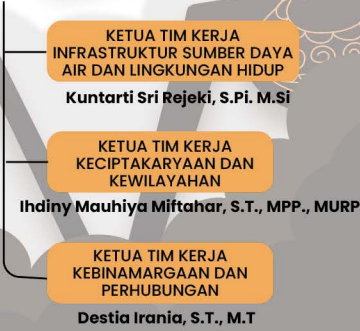 KETUA TIM KERJA
INFRASTRUKTUR SUMBER DAYA
AIR DAN LINGKUNGAN HIDUP
Kuntarti Sri Rejeki, S.Pi. M.Si
KETUA TIM KERJA
KECIPTAKARYAAN DAN
KEWILAYAHAN
Ihdiny Mauhiya Miftahar, S.T., MPP., MURP
KETUA TIM KERJA
KEBINAMARGAAN DAN
PERHUBUNGAN
Destia Irania, S.T., M.T